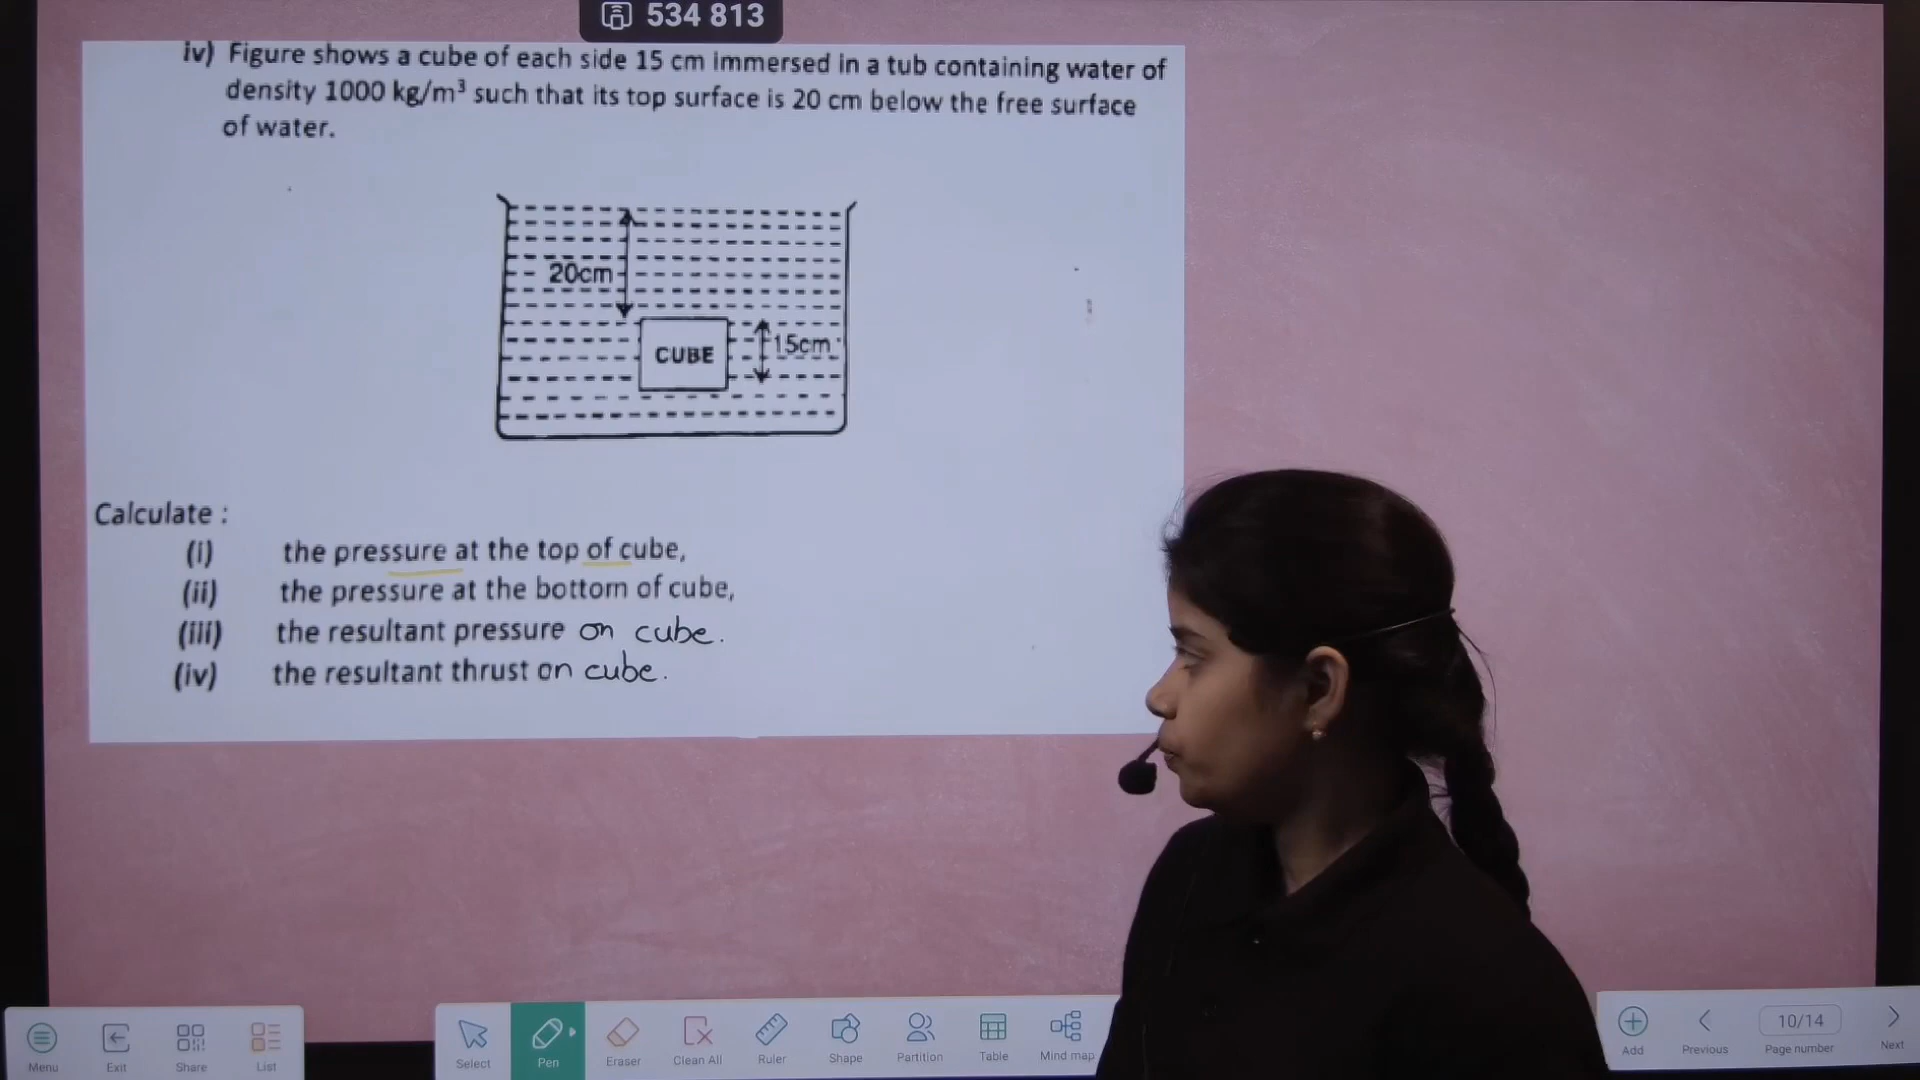 534 813
iv) Figure shows a cube of each side 15 cm immersed in a tub containing water of
density 1000 kg/m³ such that its top surface is 20 cm below the free surface
of water.
20cm
CUBE
15cm
Calculate :
(i) the pressure at the top of cube,
(ii) the pressure at the bottom of cube,
(iii) the resultant pressure on cube.
(iv) the resultant thrust on cube.
Menu Exit Share List Select Pen Eraser Clean All Ruler Shape Partition Table Mind map Add Previous 10/14 Page number Next